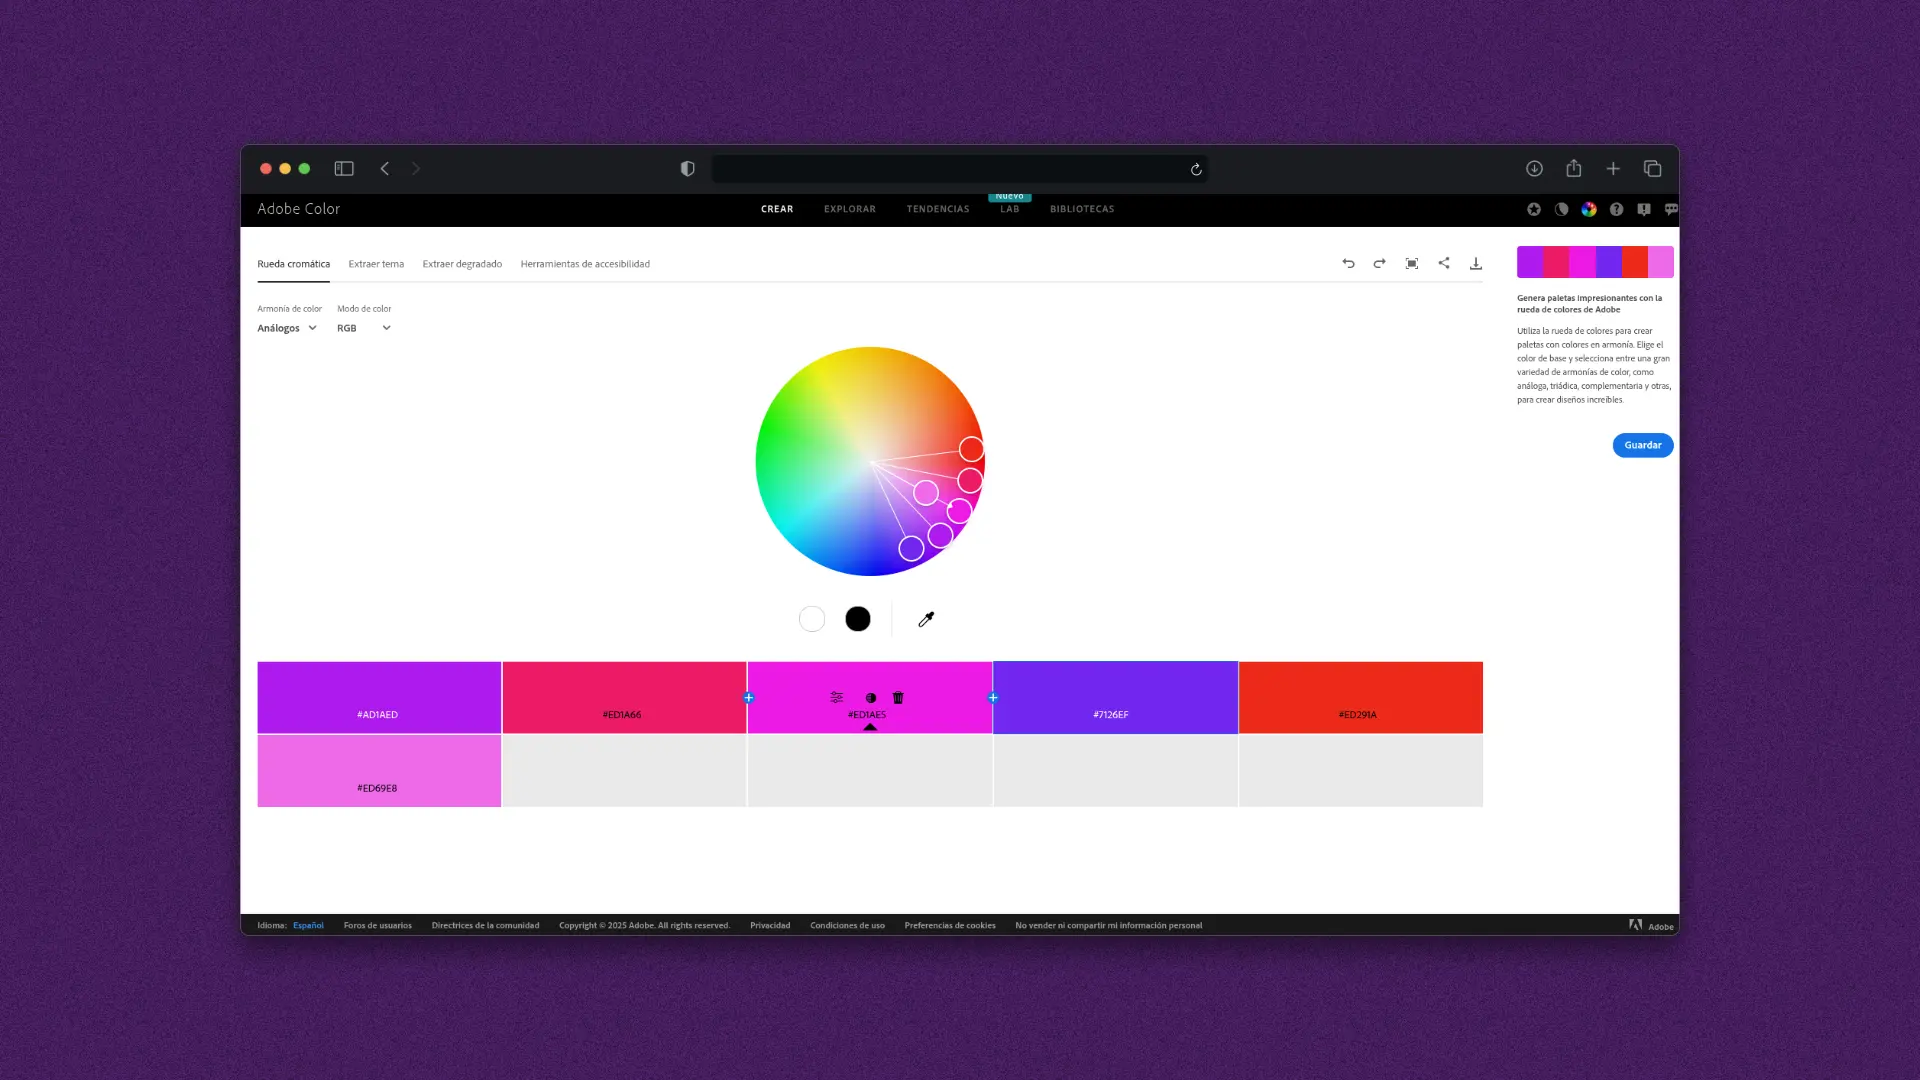 Adobe Color
CREAR
EXPLORAR
TENDENCIAS
Nuevo
LAB
BIBLIOTECAS
Rueda cromática
Extraer tema
Extraer degradado
Herramientas de accesibilidad
Armonía de color
Modo de color
Análogos
RGB
Genera paletas impresionantes con la
rueda de colores de Adobe
Utiliza la rueda de colores para crear
paletas con colores en armonía. Elige el
color de base y selecciona entre una gran
variedad de armonías de color, como
análoga, triádica, complementaria y otras,
para crear diseños increíbles.
Guardar
#AD1AED
#ED1A66
#ED1AE5
#7126EF
#ED291A
#ED69E8
Idioma: Español
Foros de usuarios
Directrices de la comunidad
Copyright © 2025 Adobe. All rights reserved.
Privacidad
Condiciones de uso
Preferencias de cookies
No vender ni compartir mi información personal
Adobe